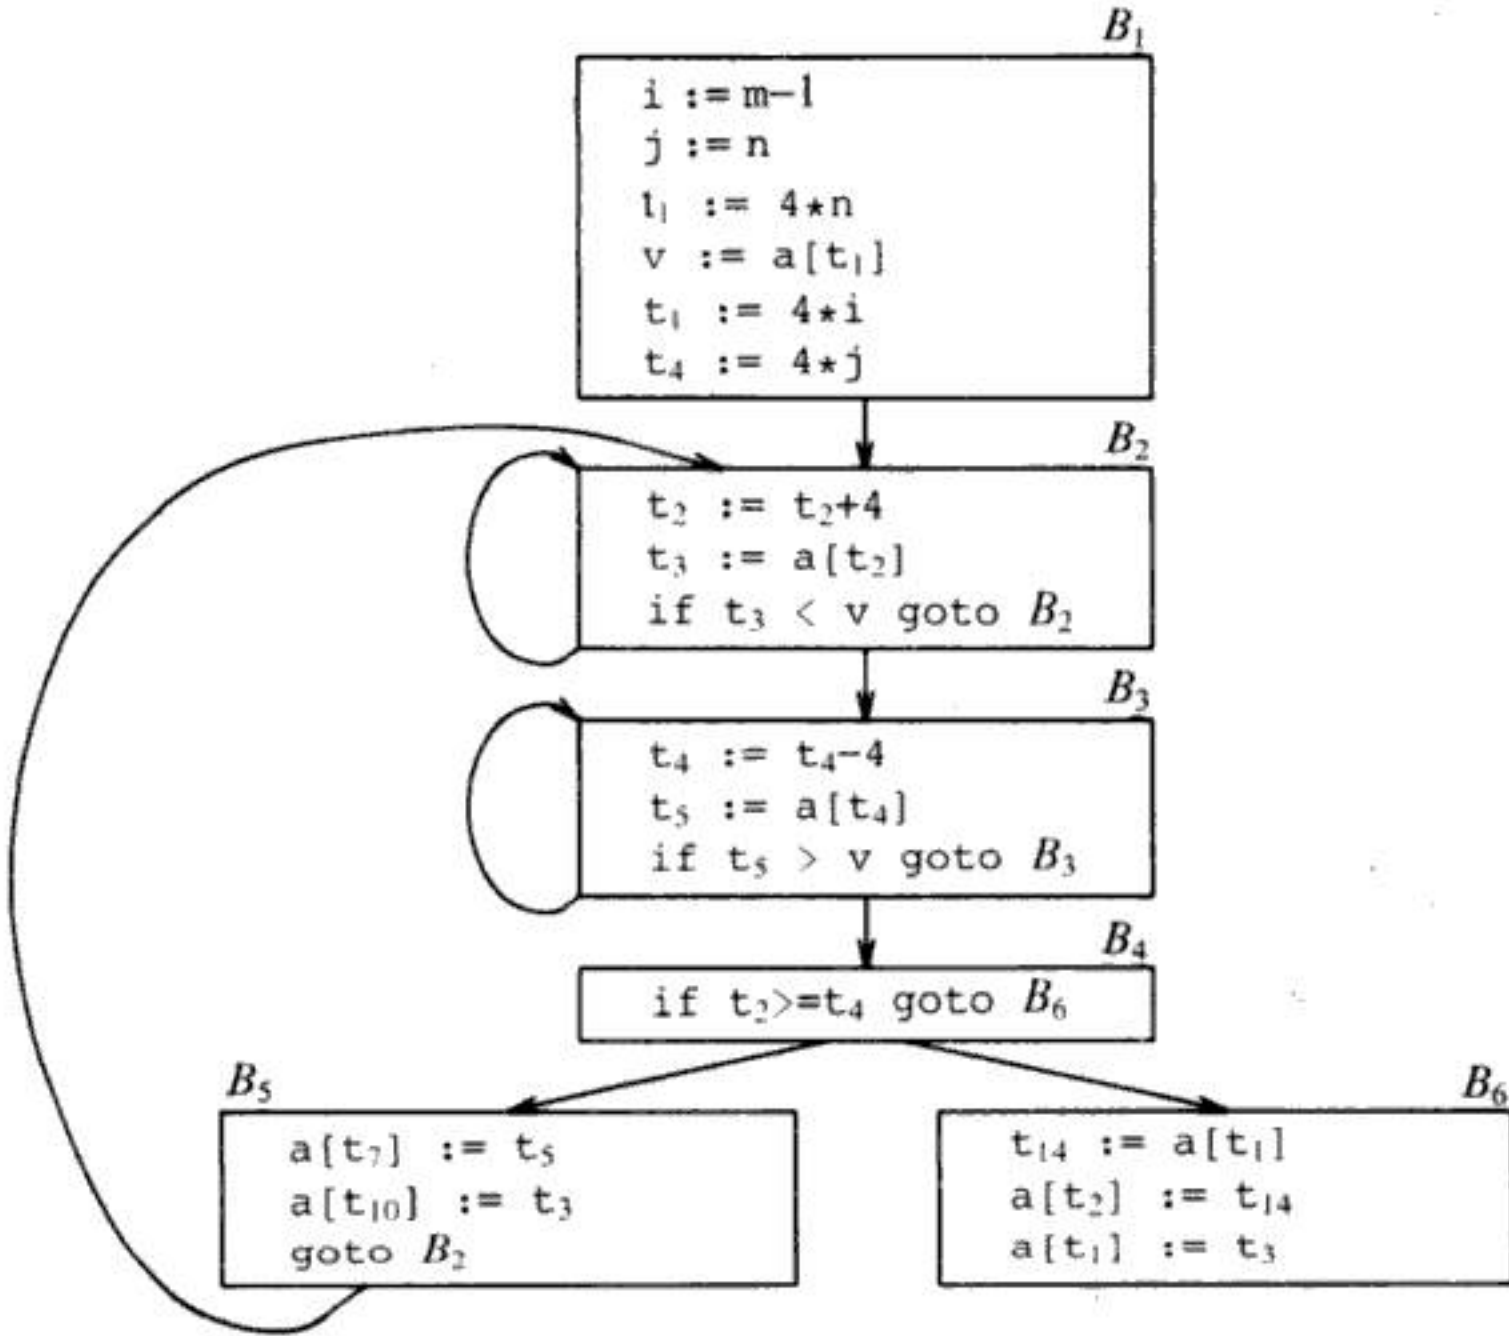 B₁
i := m-1
j := n
t₁ := 4*n
v := a[t₁]
t₁ := 4*i
t₄ := 4*j
B₂
t₂ := t₂+4
t₃ := a[t₂]
if t₃ < v goto B₂
B₃
t₄ := t₄-4
t₅ := a[t₄]
if t₅ > v goto B₃
B₄
if t₂>=t₄ goto B₆
B₅
a[t₇] := t₅
a[t₁₀] := t₃
goto B₂
B₆
t₁₄ := a[t₁]
a[t₂] := t₁₄
a[t₁] := t₃